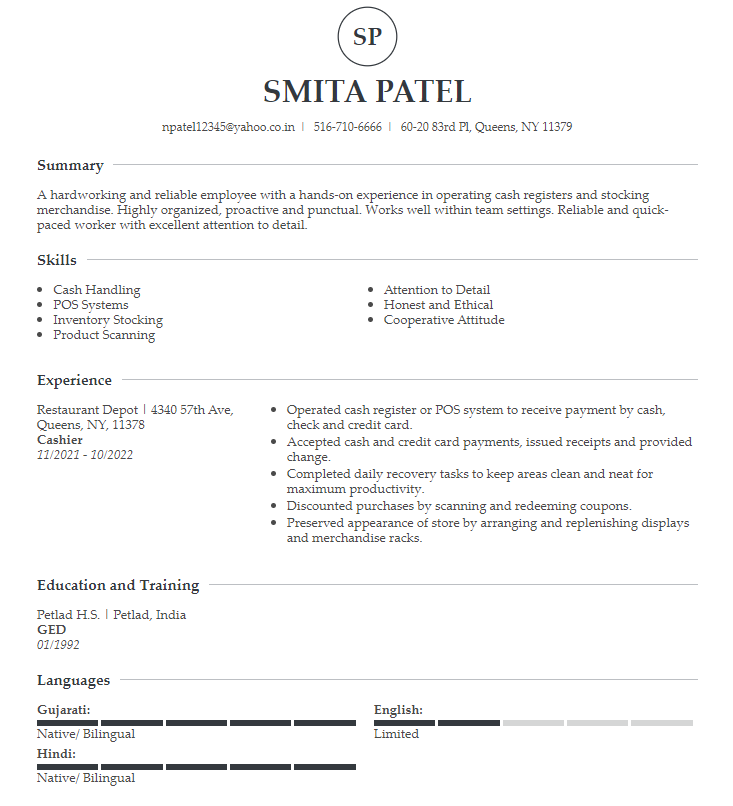 SP
SMITA PATEL
npatel12345@yahoo.co.in | 516-710-6666 | 60-20 83rd Pl, Queens, NY 11379
Summary
A hardworking and reliable employee with a hands-on experience in operating cash registers and stocking
merchandise. Highly organized, proactive and punctual. Works well within team settings. Reliable and quick-
paced worker with excellent attention to detail.
Skills
• Cash Handling
• POS Systems
• Inventory Stocking
• Product Scanning
• Attention to Detail
• Honest and Ethical
• Cooperative Attitude
Experience
Restaurant Depot | 4340 57th Ave,
Queens, NY, 11378
Cashier
11/2021 - 10/2022
• Operated cash register or POS system to receive payment by cash,
check and credit card.
• Accepted cash and credit card payments, issued receipts and provided
change.
• Completed daily recovery tasks to keep areas clean and neat for
maximum productivity.
• Discounted purchases by scanning and redeeming coupons.
• Preserved appearance of store by arranging and replenishing displays
and merchandise racks.
Education and Training
Petlad H.S. | Petlad, India
GED
01/1992
Languages
Gujarati:
Native/ Bilingual
English:
Limited
Hindi:
Native/ Bilingual